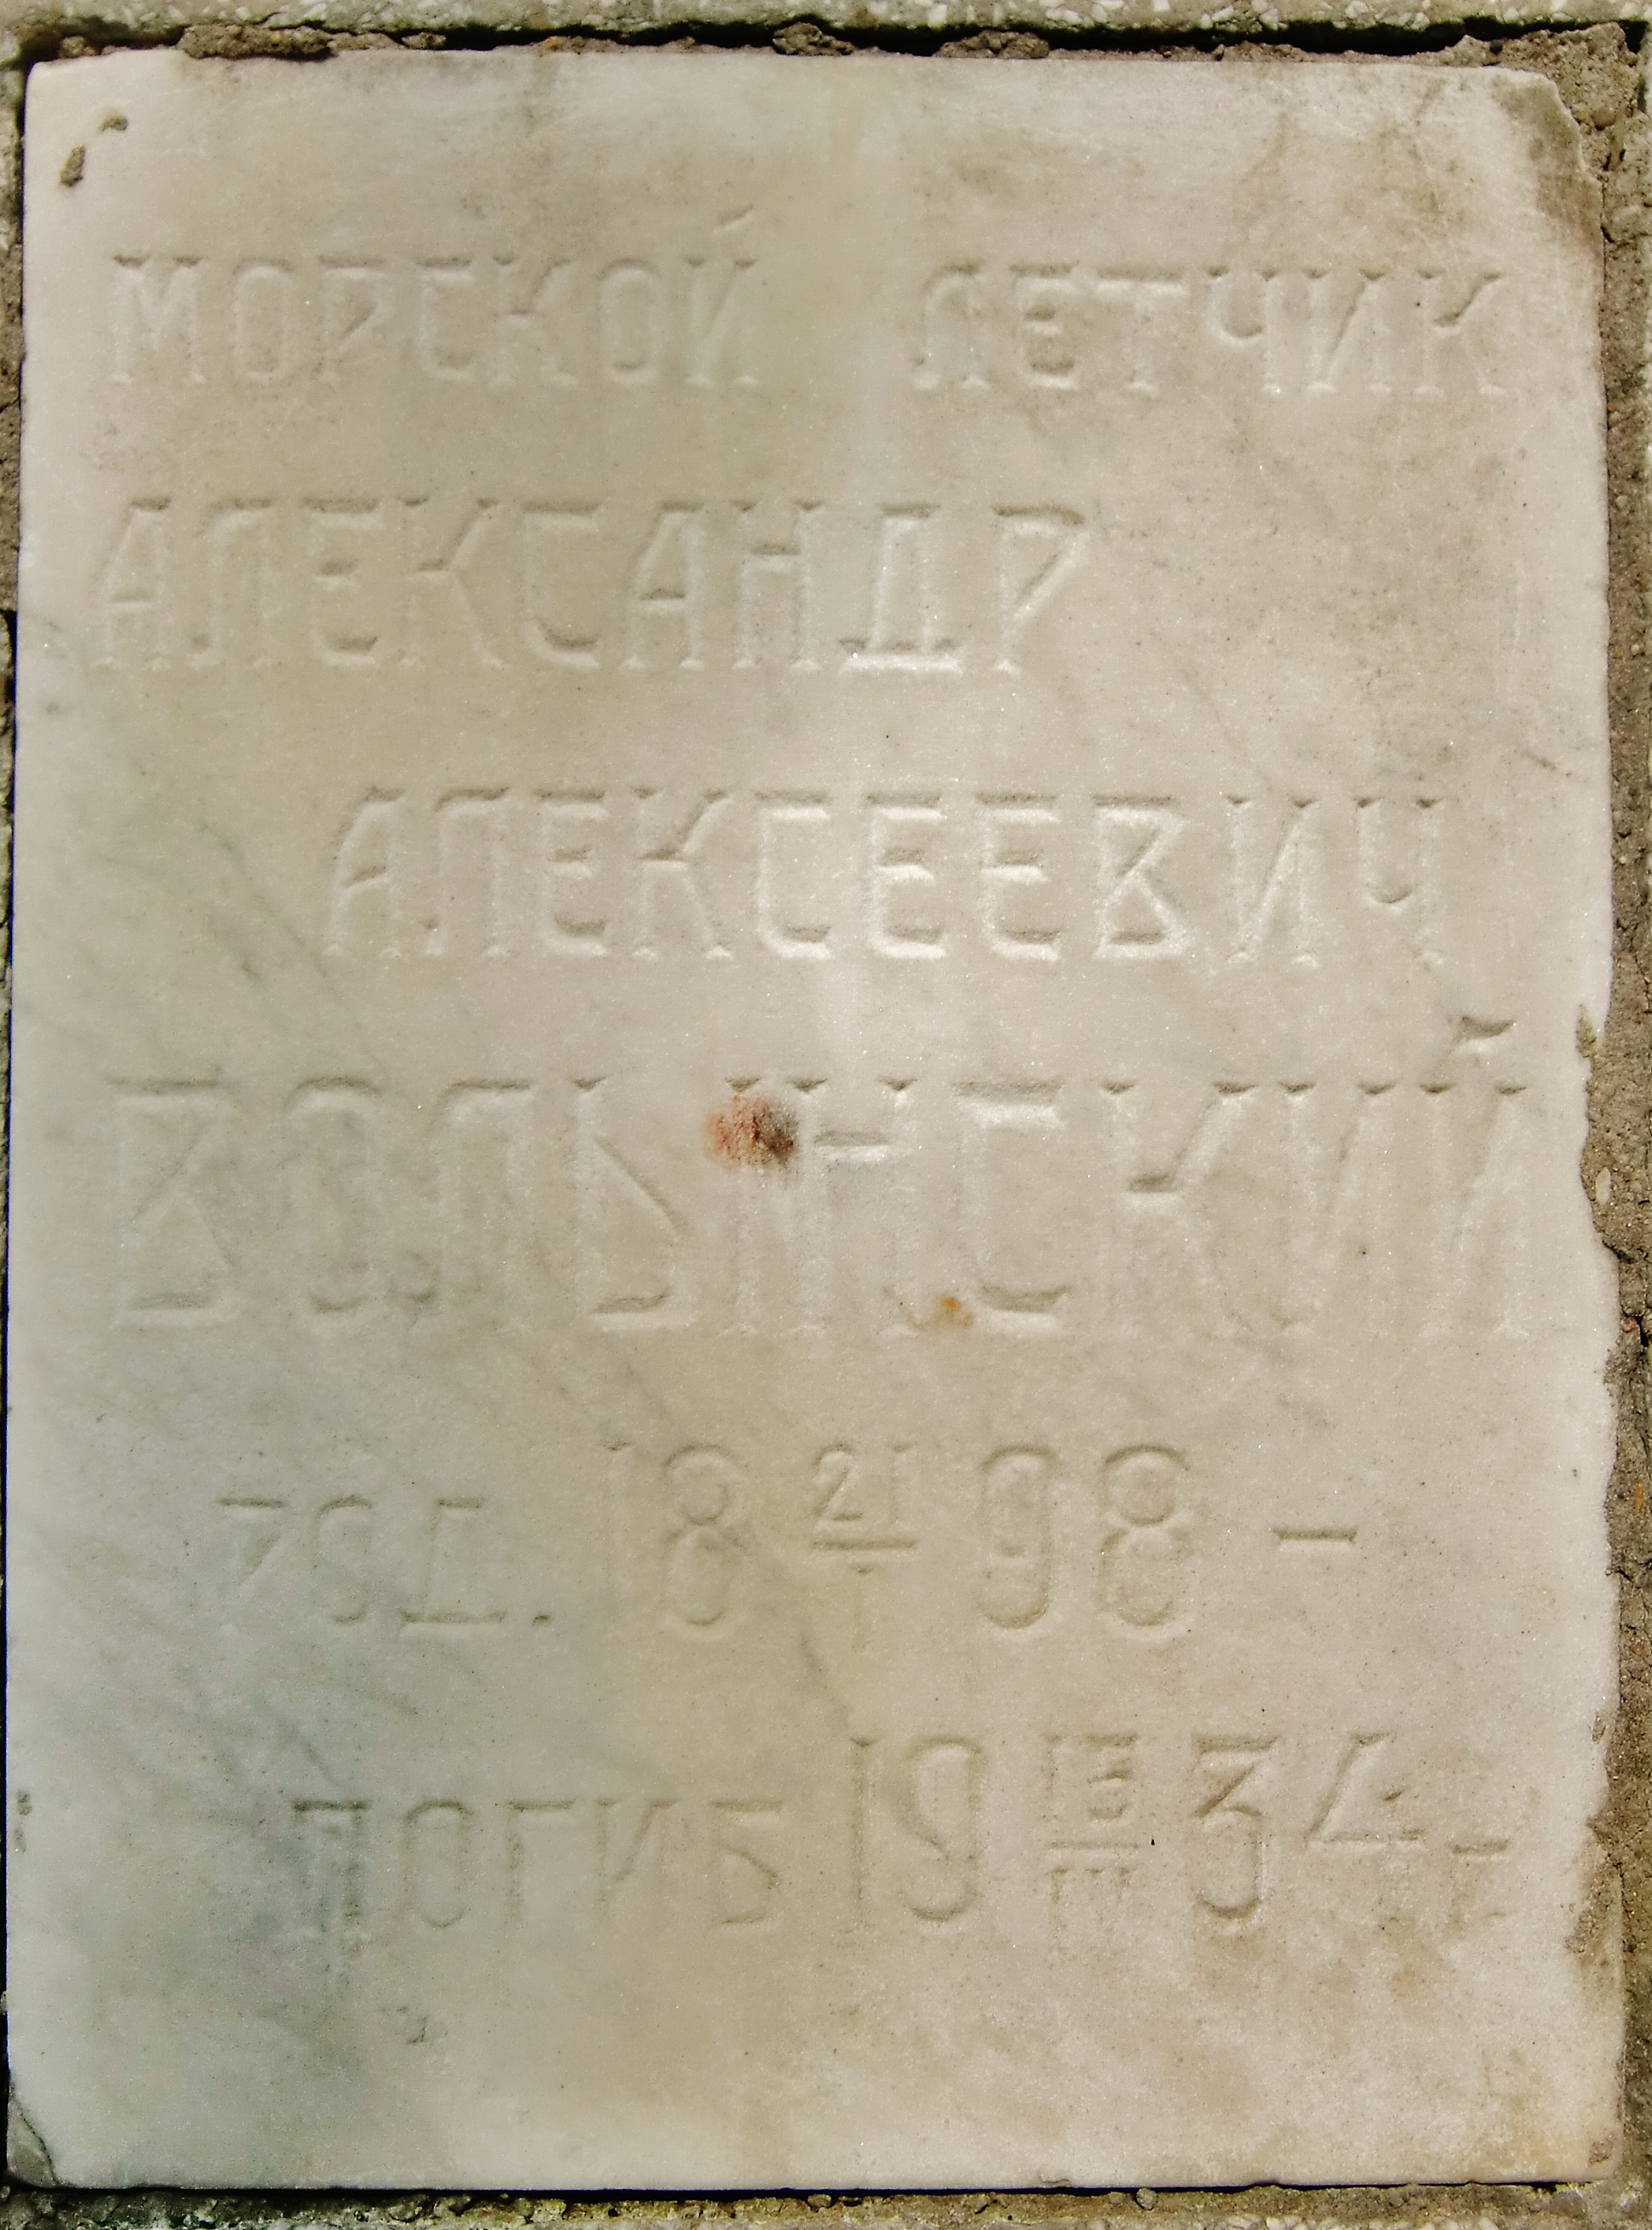 МОРСКОЙ ЛЕТЧИК
АЛЕКСАНДР
АЛЕКСЕЕВИЧ
ВОЛЫНСКИЙ
РОД. 18 21/I 98 –
ПОГИБ 19 13/III 34 –